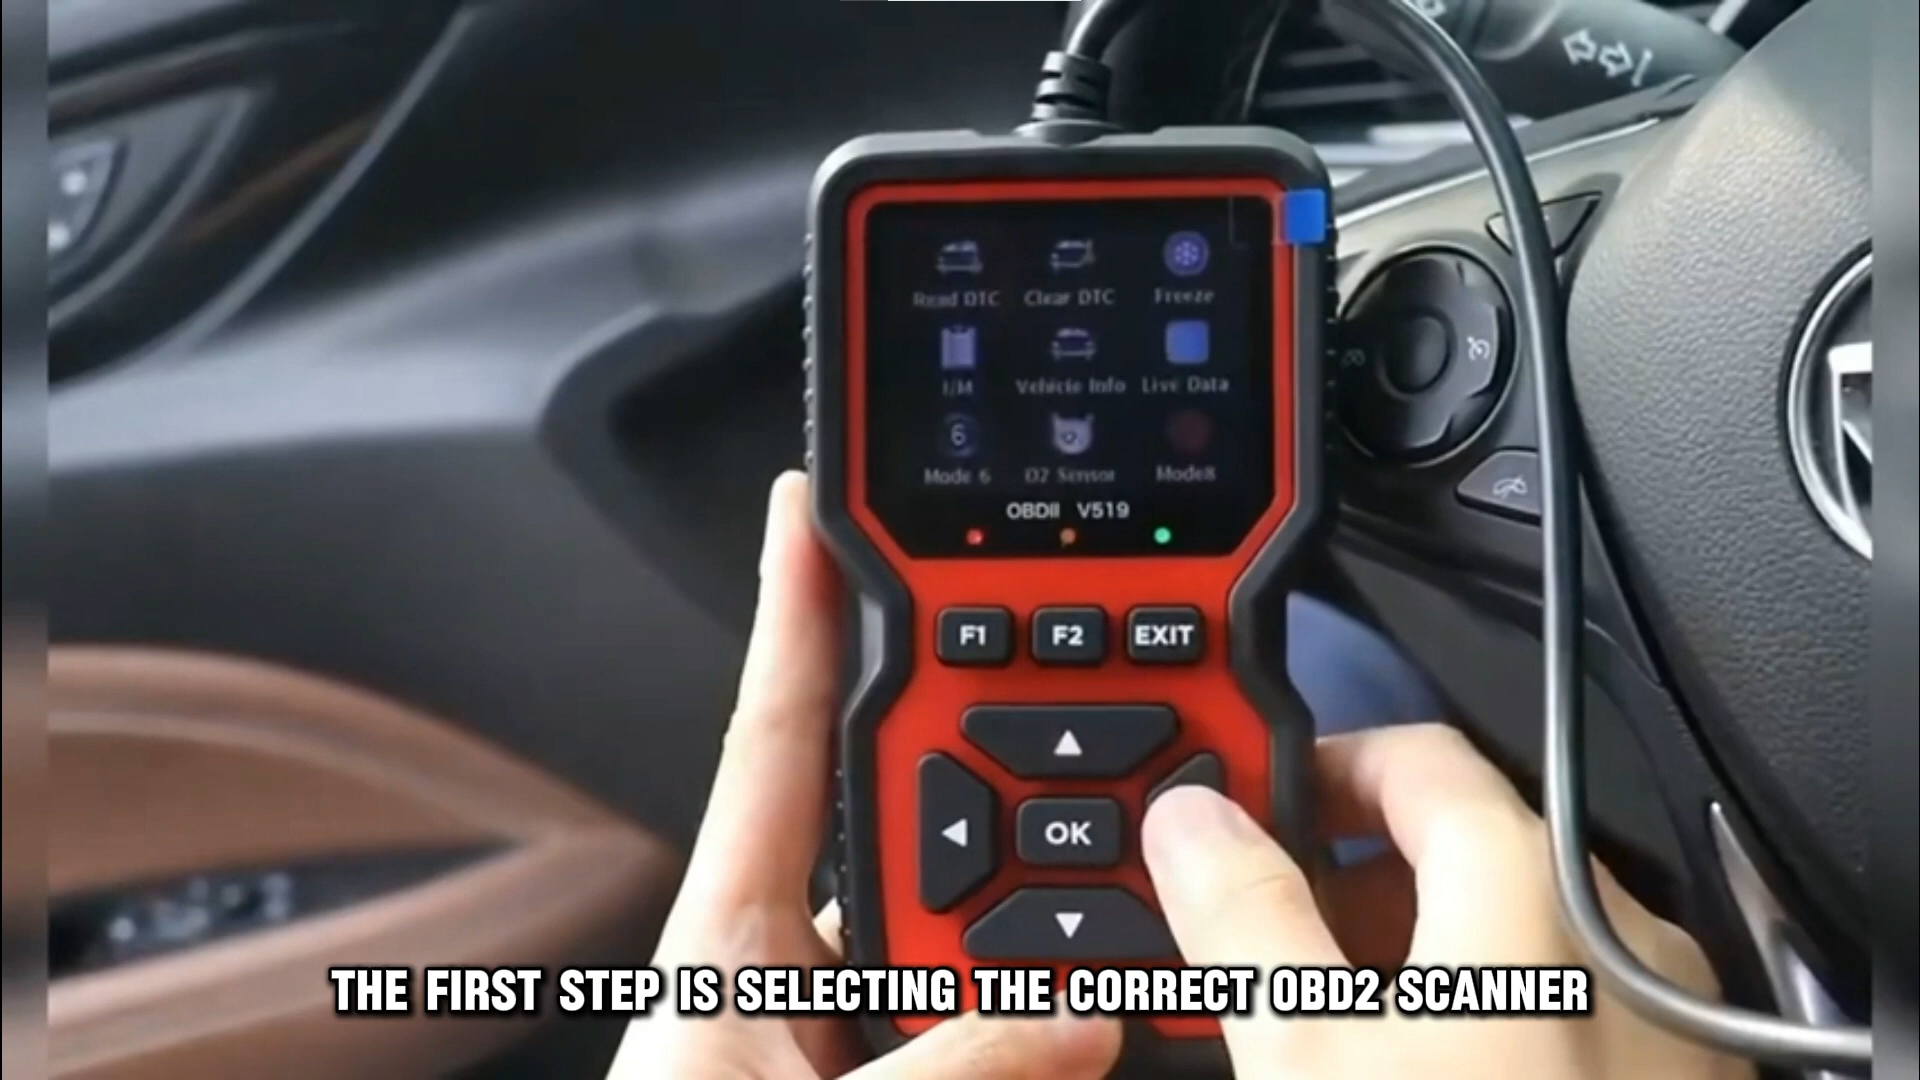 Read DTC Clear DTC Freeze
I/M Vehicle Info Live Data
6
Mode 6 O2 Sensor Mode8
OBDII V519
F1 F2 EXIT
OK
THE FIRST STEP IS SELECTING THE CORRECT OBD2 SCANNER